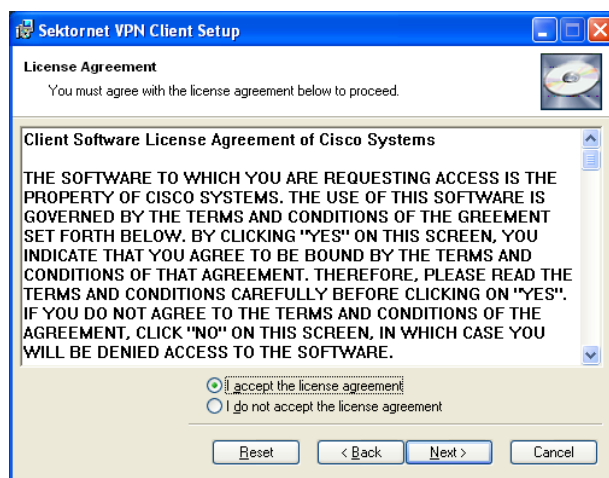 Sektornet VPN Client Setup
License Agreement
You must agree with the license agreement below to proceed.
Client Software License Agreement of Cisco Systems
THE SOFTWARE TO WHICH YOU ARE REQUESTING ACCESS IS THE
PROPERTY OF CISCO SYSTEMS. THE USE OF THIS SOFTWARE IS
GOVERNED BY THE TERMS AND CONDITIONS OF THE GREEMENT
SET FORTH BELOW. BY CLICKING "YES" ON THIS SCREEN, YOU
INDICATE THAT YOU AGREE TO BE BOUND BY THE TERMS AND
CONDITIONS OF THAT AGREEMENT. THEREFORE, PLEASE READ THE
TERMS AND CONDITIONS CAREFULLY BEFORE CLICKING ON "YES".
IF YOU DO NOT AGREE TO THE TERMS AND CONDITIONS OF THE
AGREEMENT, CLICK "NO" ON THIS SCREEN, IN WHICH CASE YOU
WILL BE DENIED ACCESS TO THE SOFTWARE.
I accept the license agreement
I do not accept the license agreement
Reset < Back Next > Cancel